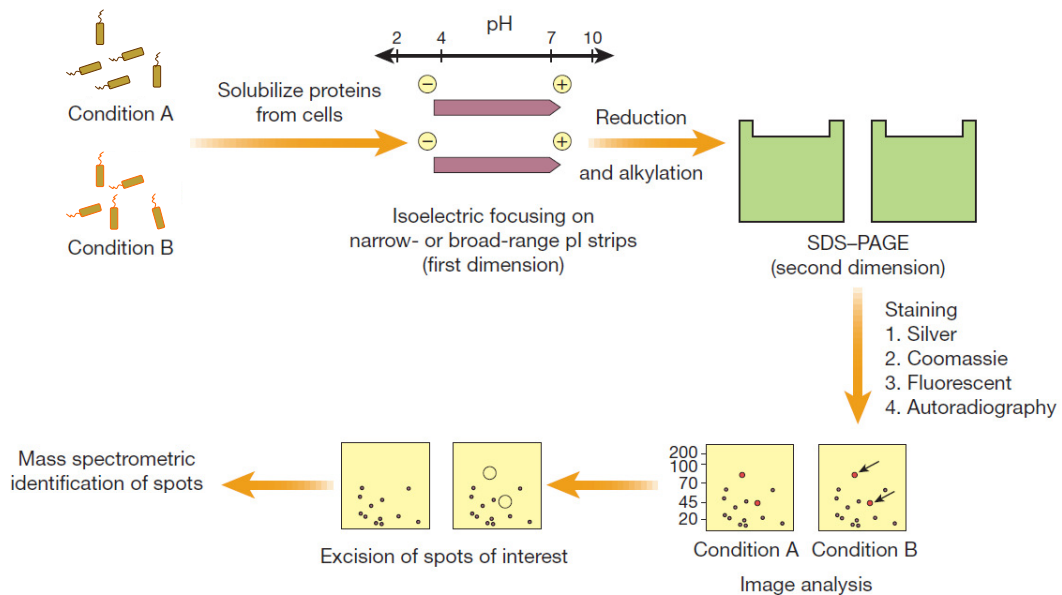 Condition A
Condition B
Solubilize proteins
from cells
pH
2 4 7 10
− +
− +
Isoelectric focusing on
narrow- or broad-range pI strips
(first dimension)
Reduction
and alkylation
SDS–PAGE
(second dimension)
Staining
1. Silver
2. Coomassie
3. Fluorescent
4. Autoradiography
200
100
70
45
20
Condition A Condition B
Image analysis
Excision of spots of interest
Mass spectrometric
identification of spots